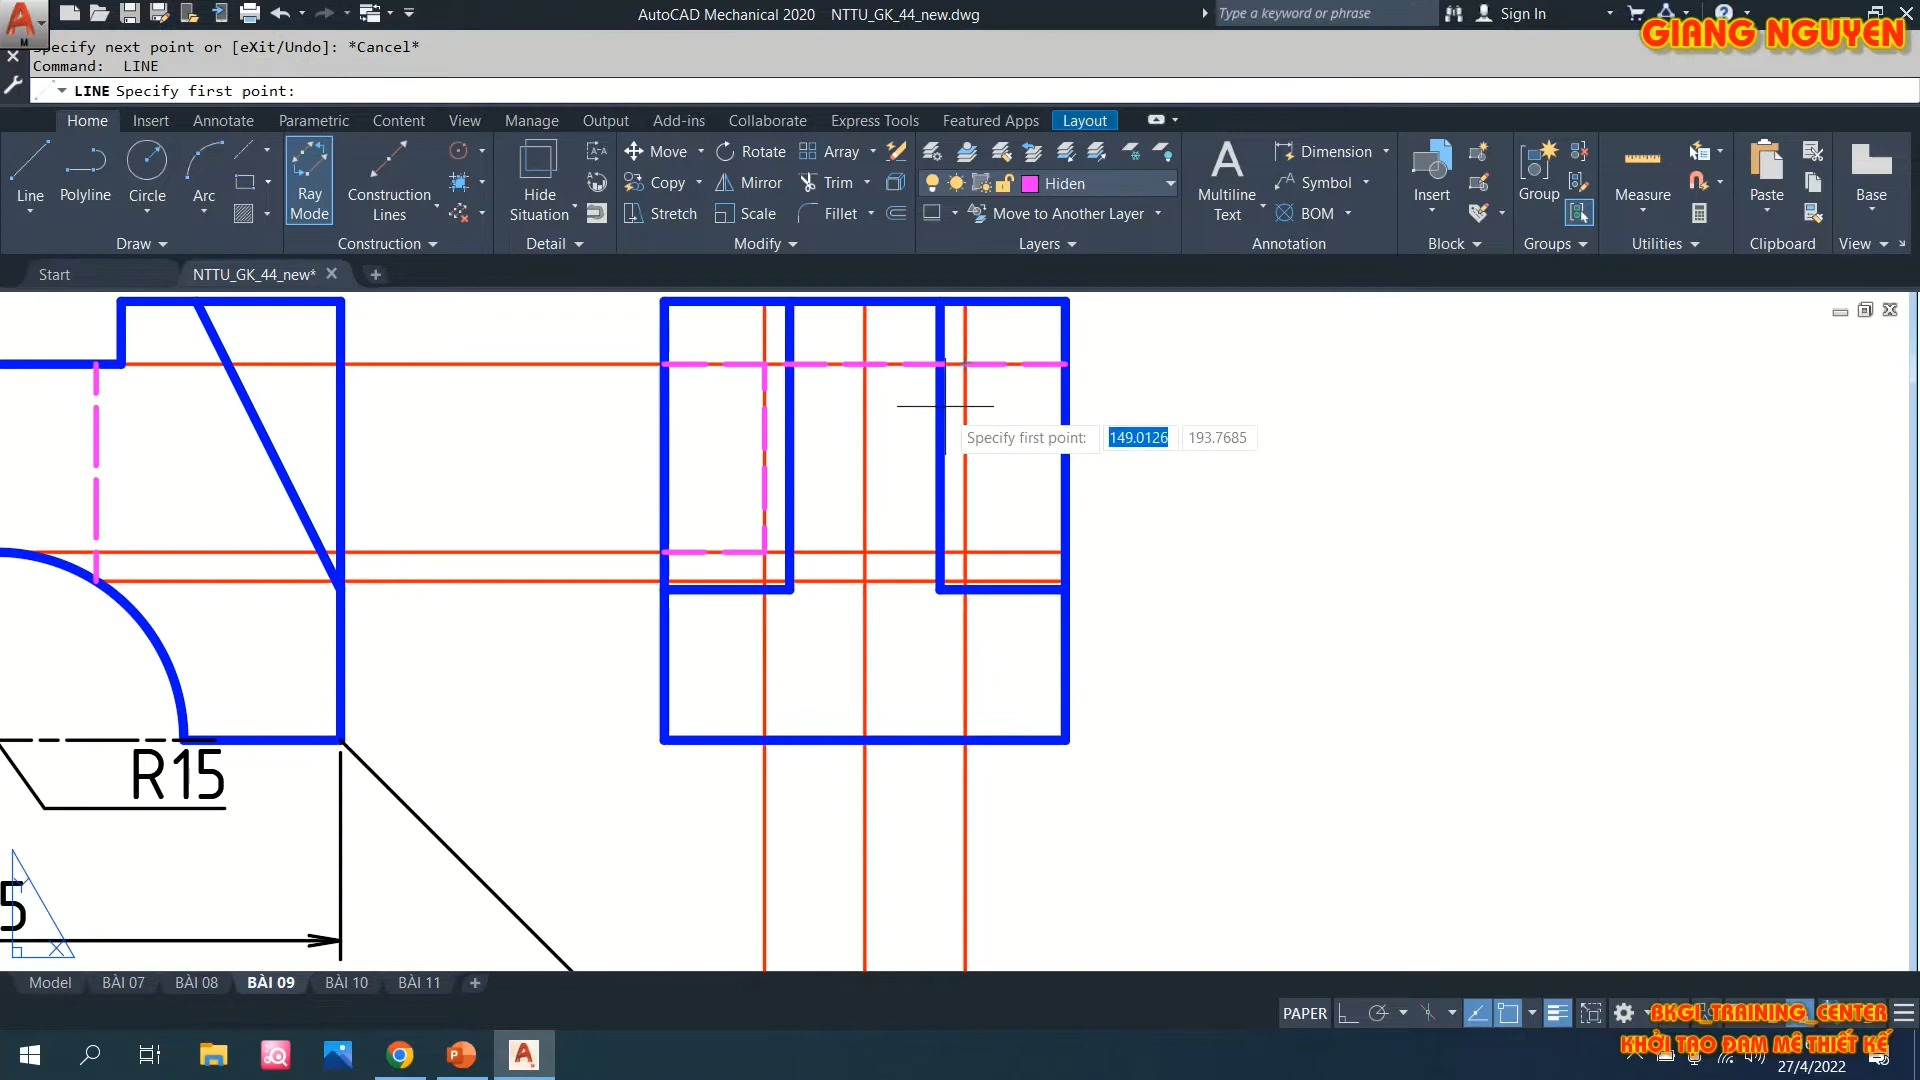 AutoCAD Mechanical 2020 NTTU_GK_44_new.dwg
Type a keyword or phrase
Sign In
GIANG NGUYEN
Specify next point or [eXit/Undo]: *Cancel*
Command: LINE
LINE Specify first point:
Home Insert Annotate Parametric Content View Manage Output Add-ins Collaborate Express Tools Featured Apps Layout
Line
Polyline
Circle
Arc
Draw
Ray Mode
Construction Lines
Construction
Hide Situation
Detail
Move Rotate Array
Copy Mirror Trim
Stretch Scale Fillet
Modify
Hiden
Move to Another Layer
Layers
Multiline Text
Dimension
Symbol
BOM
Annotation
Insert
Block
Group
Groups
Measure
Utilities
Paste
Clipboard
Base
View
Start NTTU_GK_44_new*
Specify first point: 149.0126 193.7685
R15
5
Model BÀI 07 BÀI 08 BÀI 09 BÀI 10 BÀI 11
PAPER
BKGI_TRAINING_CENTER
KHỞI TẠO ĐAM MÊ THIẾT KẾ
27/4/2022